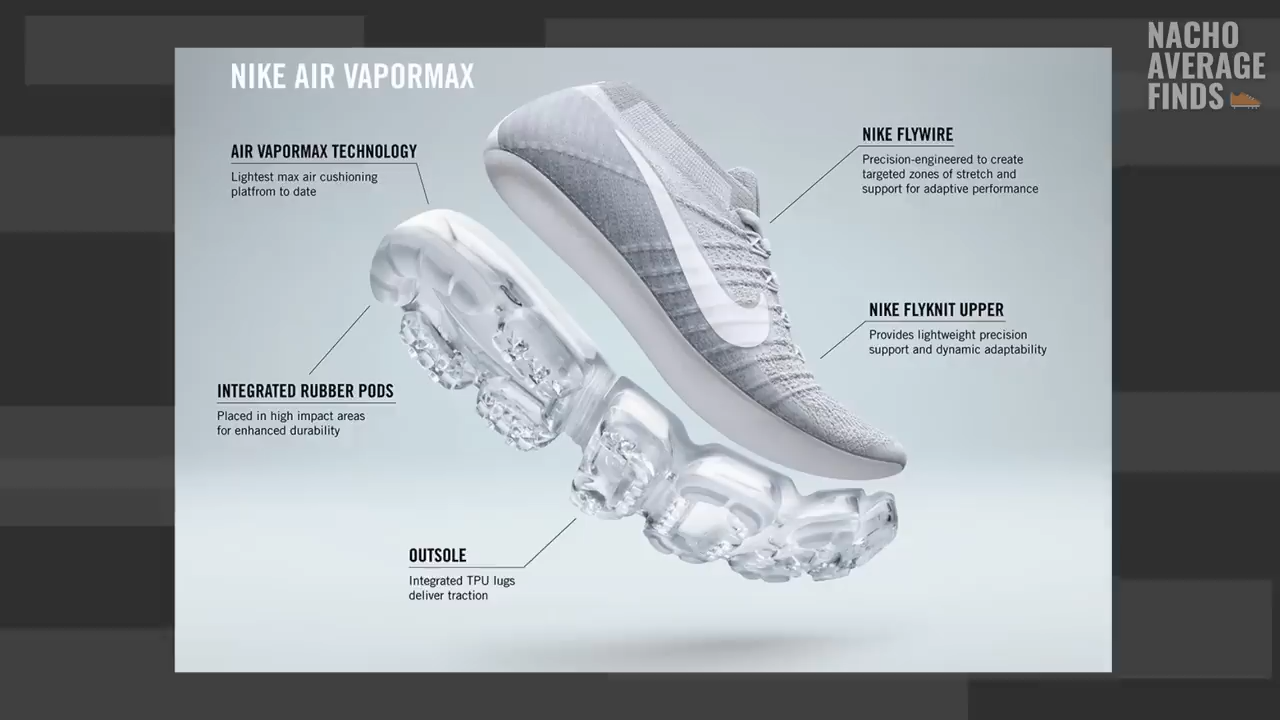 NACHO
AVERAGE
FINDS
NIKE AIR VAPORMAX
AIR VAPORMAX TECHNOLOGY
Lightest max air cushioning
platfrom to date
NIKE FLYWIRE
Precision-engineered to create
targeted zones of stretch and
support for adaptive performance
NIKE FLYKNIT UPPER
Provides lightweight precision
support and dynamic adaptability
INTEGRATED RUBBER PODS
Placed in high impact areas
for enhanced durability
OUTSOLE
Integrated TPU lugs
deliver traction